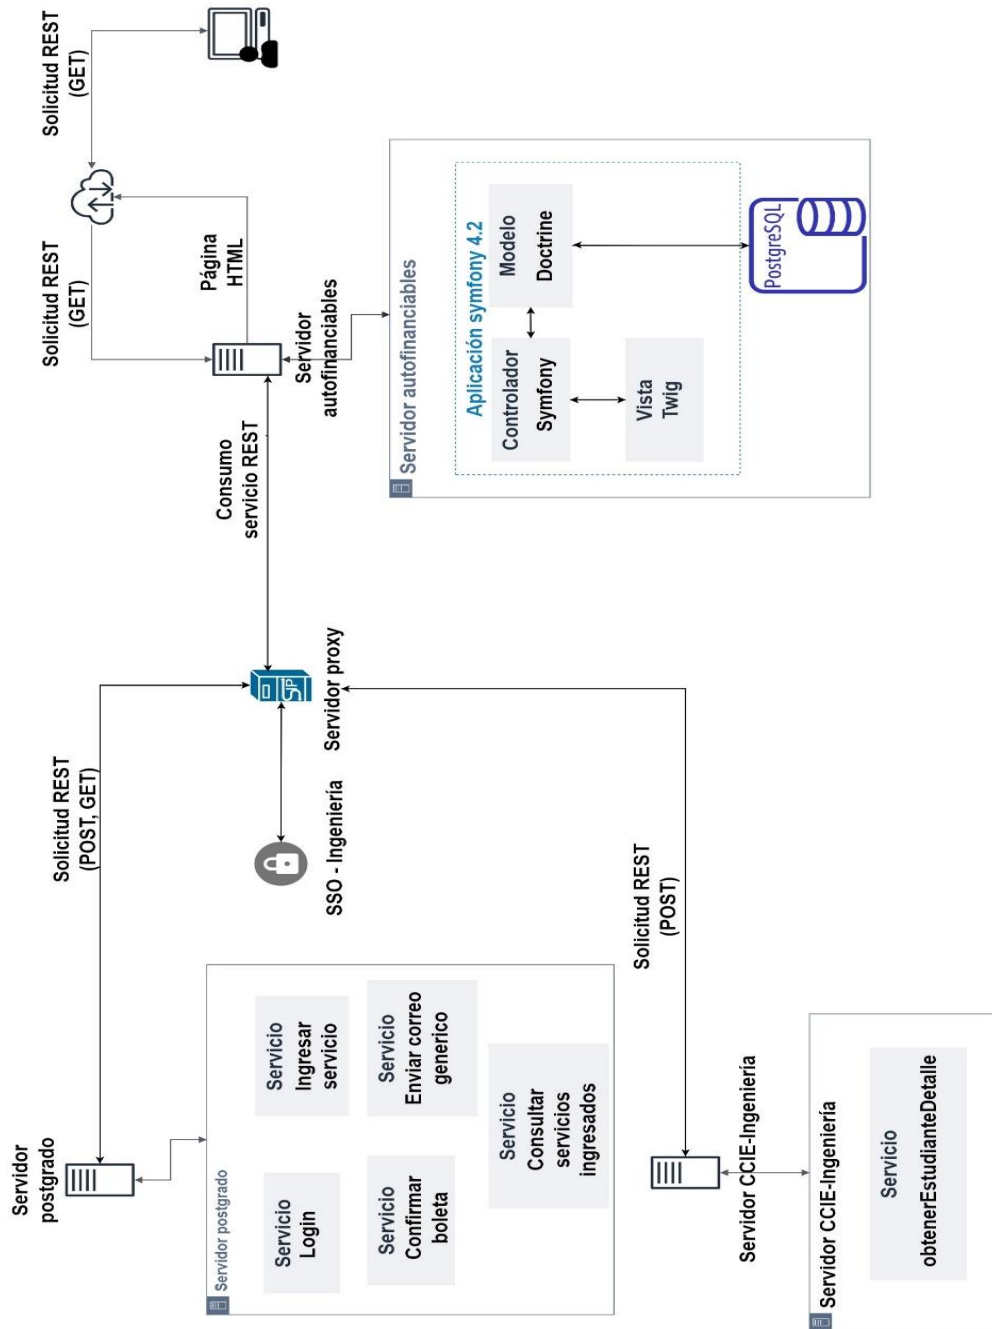 Servidor
postgrado
Solicitud REST
(POST, GET)
Solicitud REST
(GET)
Solicitud REST
(GET)
Página
HTML
Consumo
servicio REST
Servidor
autofinanciables
Servidor proxy
SSO - Ingeniería
Servidor postgrado
Servicio
Login
Servicio
Ingresar
servicio
Servicio
Confirmar
boleta
Servicio
Enviar correo
generico
Servicio
Consultar
servicios
ingresados
Servidor autofinanciables
Aplicación symfony 4.2
Controlador
Symfony
Modelo
Doctrine
Vista
Twig
PostgreSQL
Solicitud REST
(POST)
Servidor CCIE-Ingeniería
Servidor CCIE-Ingeniería
Servicio
obtenerEstudianteDetalle